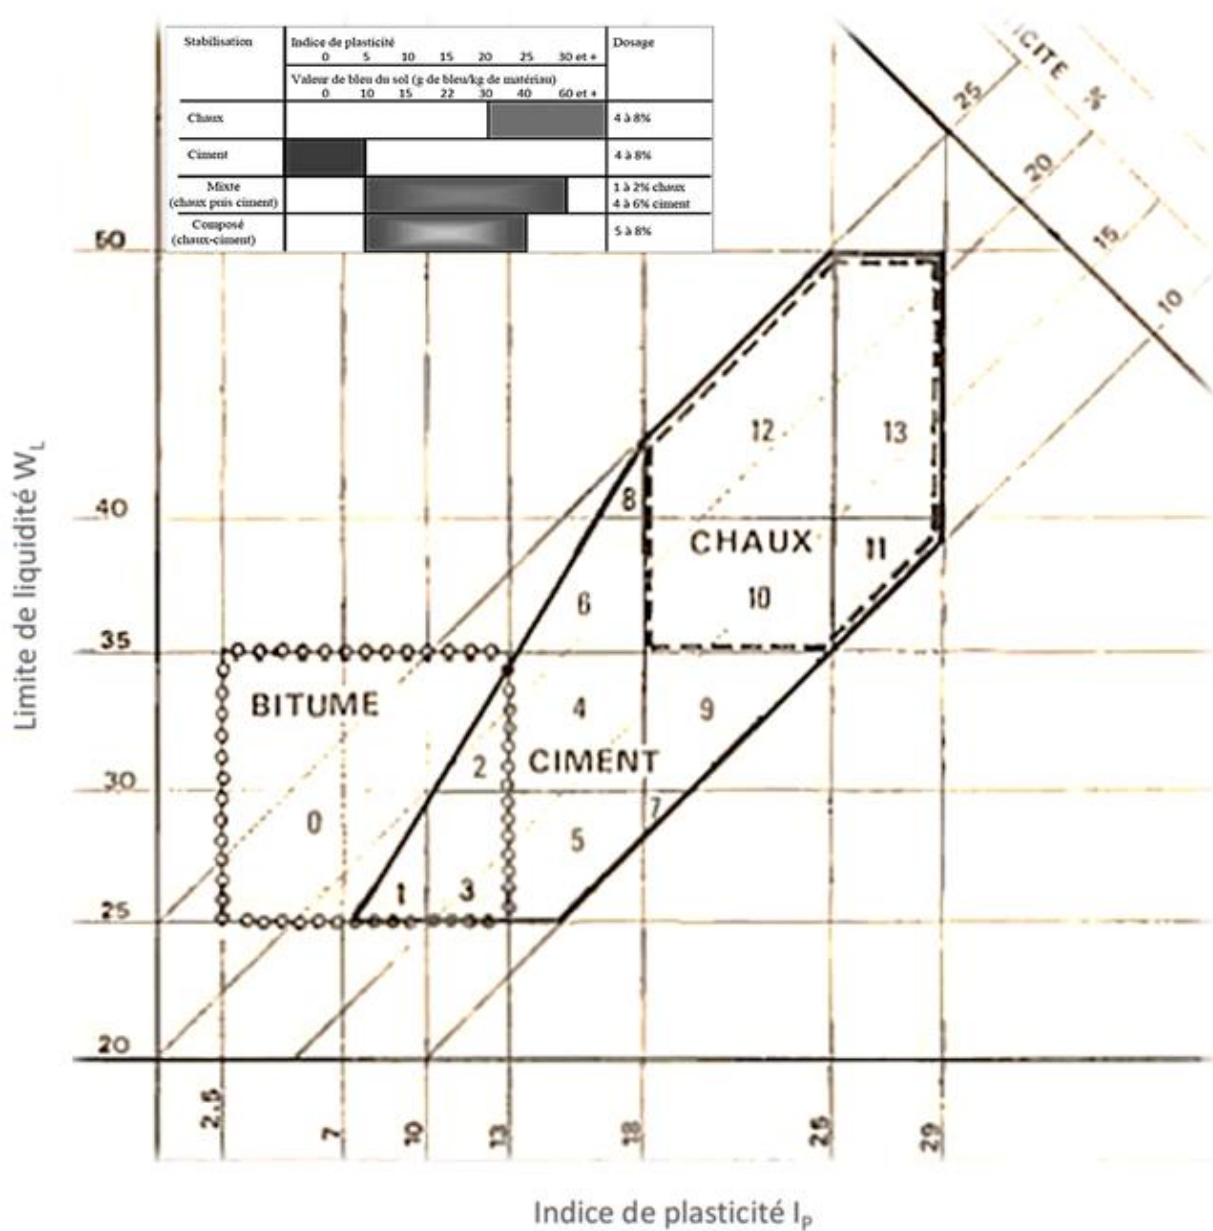 Stabilisation Indice de plasticité Dosage
0 5 10 15 20 25 30 et +
Valeur de bleu du sol (g de bleu/kg de matériau)
0 10 15 22 30 40 60 et +
Chaux 4 à 8%
Ciment 4 à 8%
Mixte
(chaux puis ciment)
1 à 2% chaux
4 à 6% ciment
Composé
(chaux-ciment)
5 à 8%
ICITE %
25
20
15
10
50
40
35
30
25
20
12
13
8
CHAUX
11
10
6
BITUME
4
9
2
CIMENT
0
7
5
1
3
2.5
7
10
13
18
25
29
Limite de liquidité WL
Indice de plasticité IP